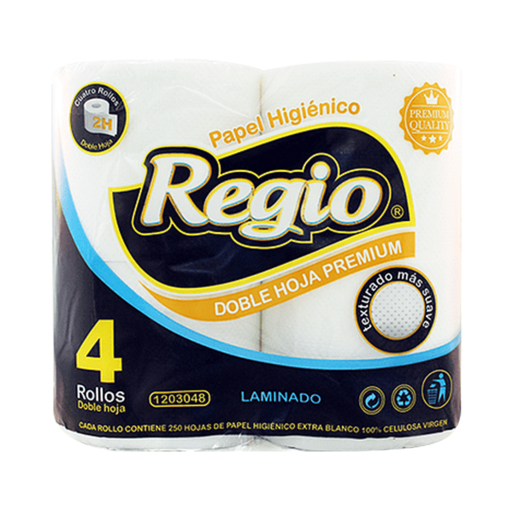 Cuatro Rollos
2H
Doble Hoja
Papel Higiénico
PREMIUM
QUALITY
Regio®
DOBLE HOJA PREMIUM
texturado más suave
4
Rollos
Doble hoja
1203048
LAMINADO
CADA ROLLO CONTIENE 250 HOJAS DE PAPEL HIGIÉNICO EXTRA BLANCO 100% CELULOSA VIRGEN